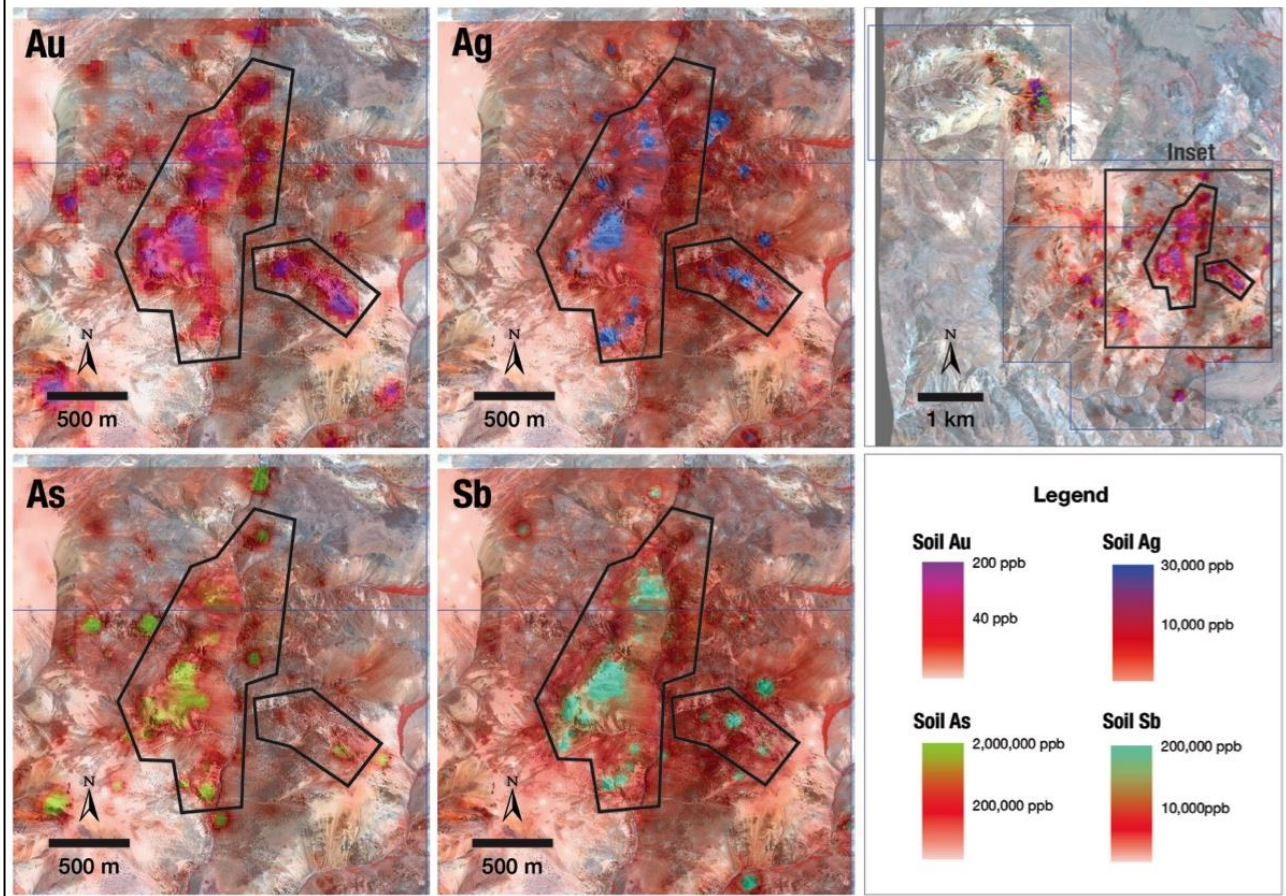 Au
N
500 m
Ag
N
500 m
Inset
N
1 km
As
N
500 m
Sb
N
500 m
Legend
Soil Au
200 ppb
40 ppb
Soil Ag
30,000 ppb
10,000 ppb
Soil As
2,000,000 ppb
200,000 ppb
Soil Sb
200,000 ppb
10,000ppb